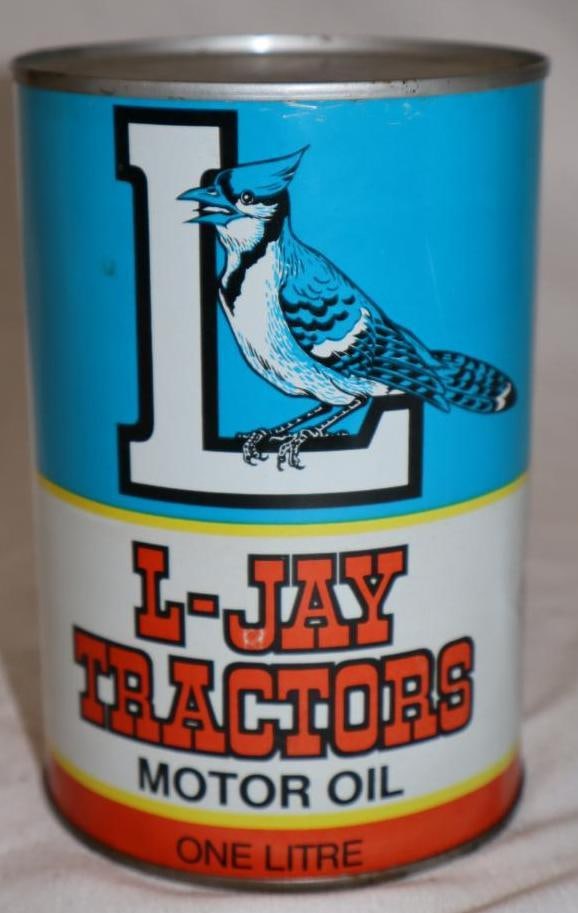 L
L-JAY
TRACTORS
MOTOR OIL
ONE LITRE